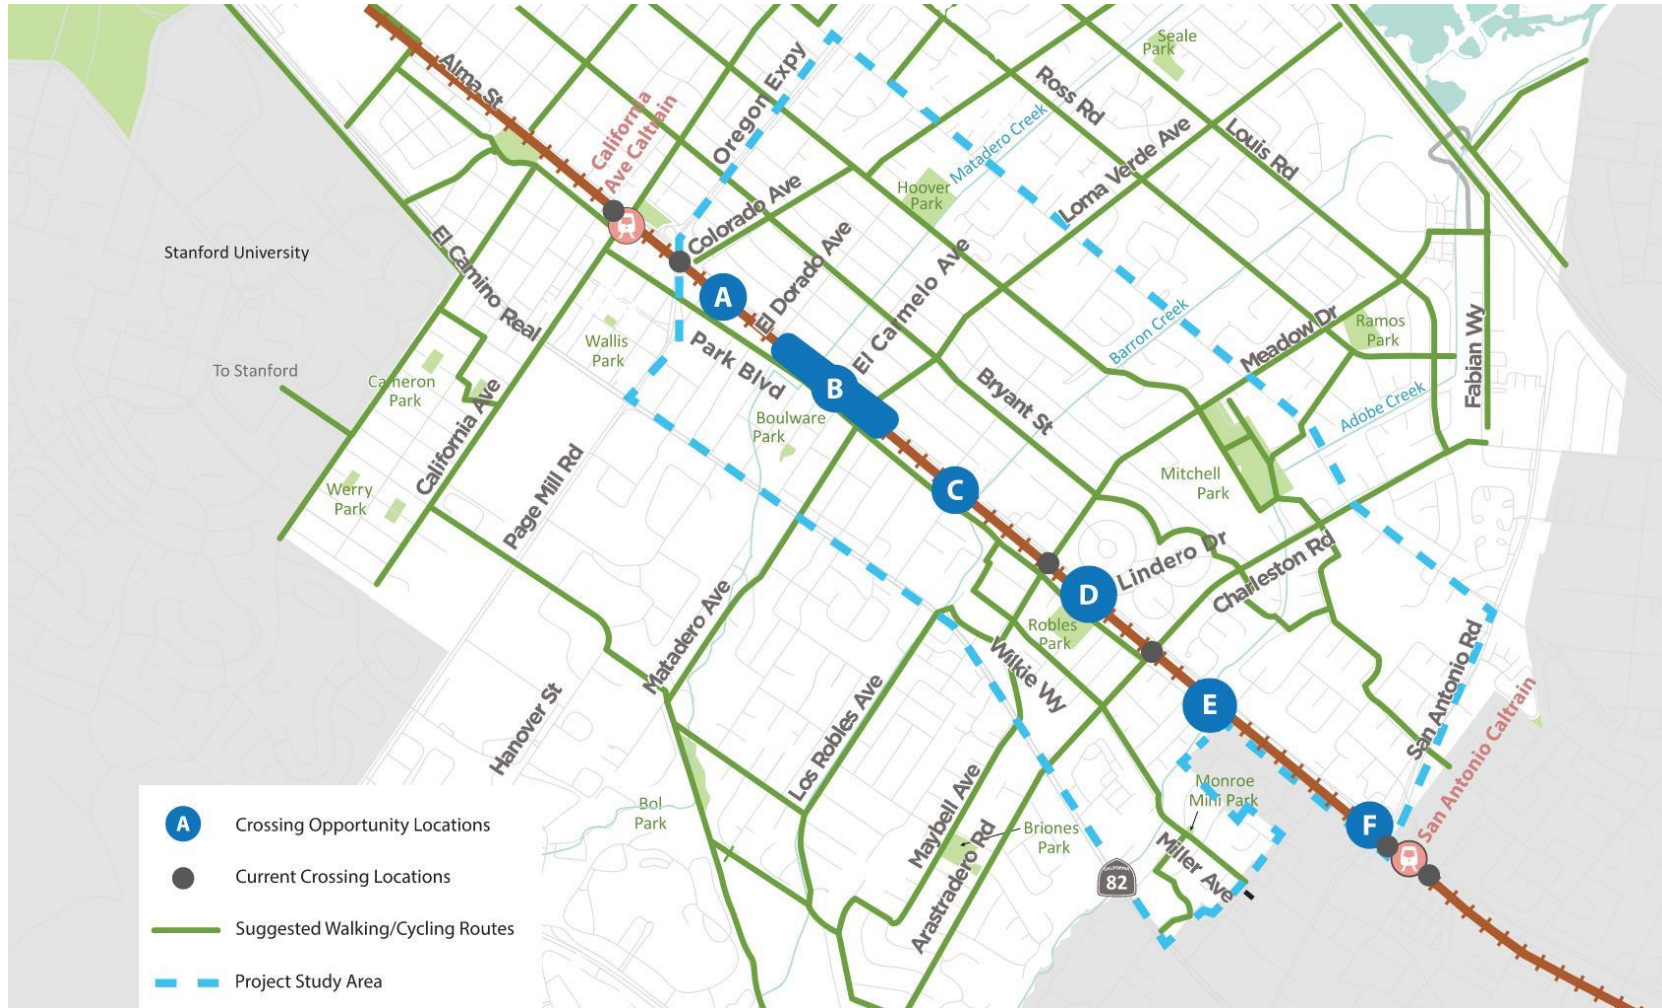 Alma St
California
Ave Caltrain
Oregon Expy
Seale
Park
Ross Rd
Matadero Creek
Louis Rd
Loma Verde Ave
Hoover
Park
Colorado Ave
Stanford University
El Camino Real
A
El Dorado Ave
El Carmelo Ave
Wallis
Park
Park Blvd
B
Barron Creek
Meadow Dr
Ramos
Park
Fabian Wy
To Stanford
Cameron
Park
California Ave
Boulware
Park
Bryant St
Adobe Creek
Werry
Park
Page Mill Rd
C
Mitchell
Park
Matadero Ave
D
Lindero Dr
Charleston Rd
Robles
Park
Wilkie Wy
Hanover St
Los Robles Ave
E
San Antonio Rd
San Antonio Caltrain
Bol
Park
Maybell Ave
Arastradero Rd
Briones
Park
Monroe
Mini Park
Miller Ave
F
CALIFORNIA
82
A
Crossing Opportunity Locations
Current Crossing Locations
Suggested Walking/Cycling Routes
Project Study Area